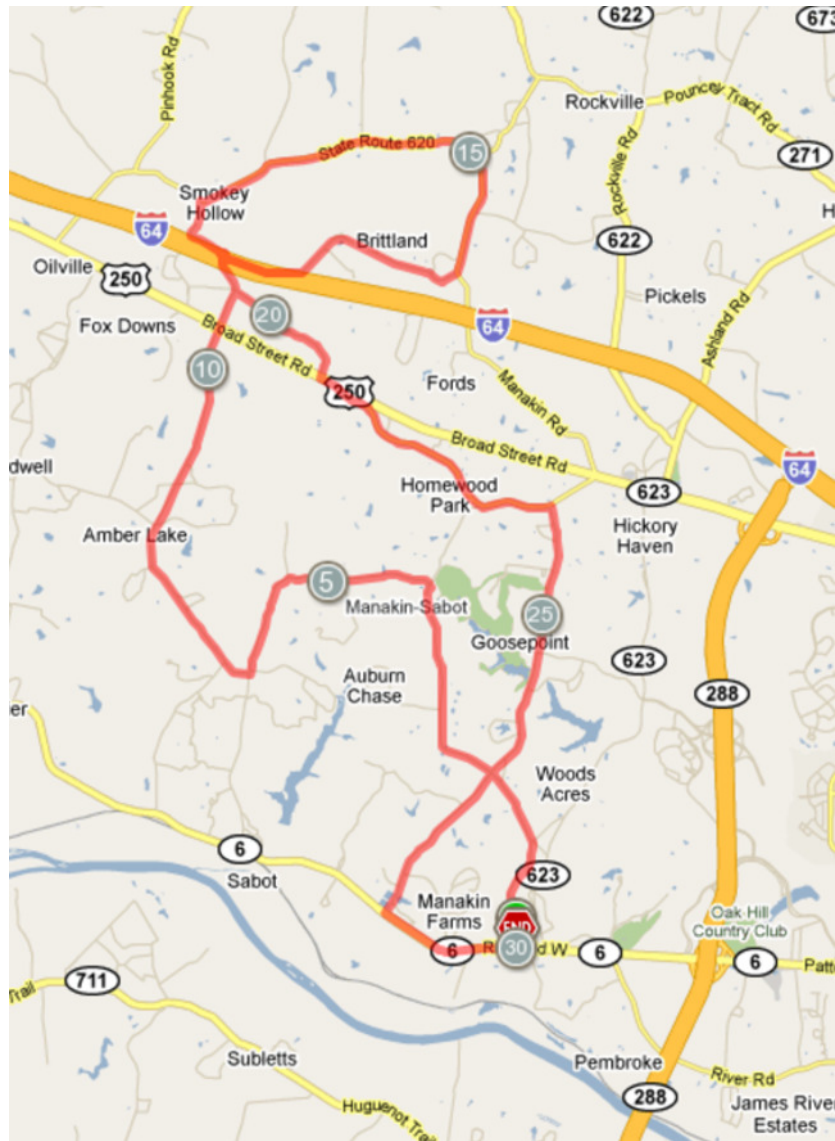 622
673
Pinhook Rd
Rockville
Pouncey Tract Rd
State Route 620
15
271
Rockville Rd
Smokey
Hollow
64
Brittland
622
Oilville
250
Pickels
Ashland Rd
20
64
Fox Downs
Broad Street Rd
10
250
Fords
Manakin Rd
Broad Street Rd
dwell
64
Homewood
Park
623
Hickory
Haven
Amber Lake
5
Manakin-Sabot
25
Goosepoint
623
Auburn
Chase
288
er
Woods
Acres
6
Sabot
623
Manakin
Farms
Oak Hill
Country Club
END
6
30
d W
6
6
Patt
711
Trail
Subletts
Pembroke
River Rd
288
Huguenot Trail
James River
Estates